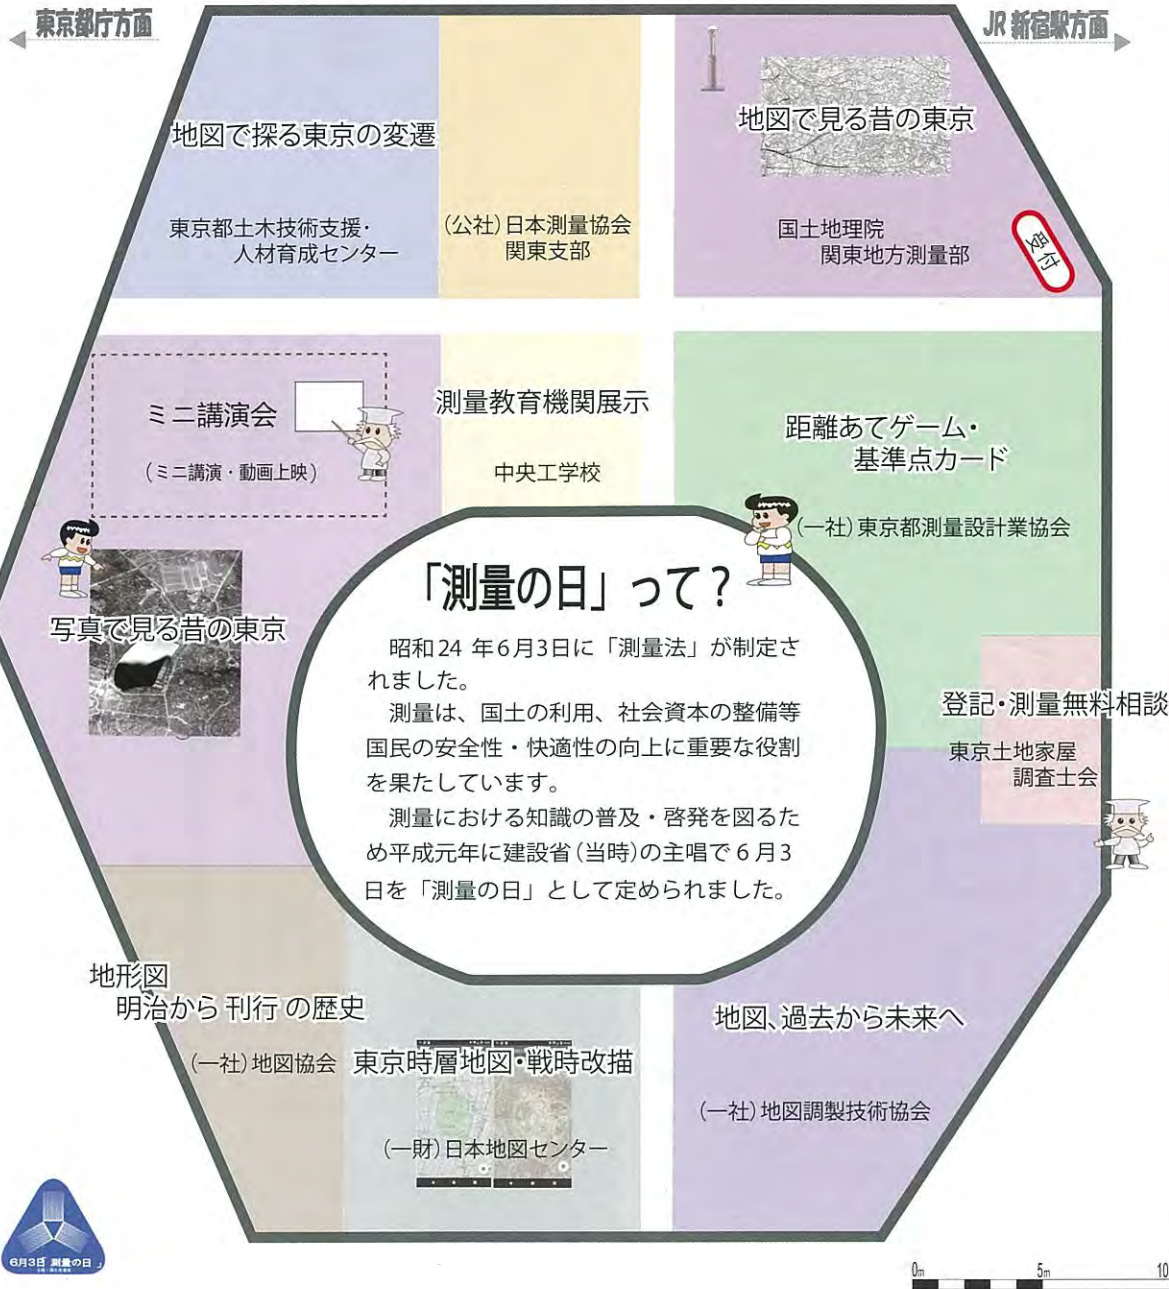 東京都庁方面
JR 新宿駅方面
地図で探る東京の変遷
東京都土木技術支援・
人材育成センター
(公社)日本測量協会
関東支部
地図で見る昔の東京
国土地理院
関東地方測量部
受付
ミニ講演会
(ミニ講演・動画上映)
測量教育機関展示
中央工学校
距離あてゲーム・
基準点カード
(一社)東京都測量設計業協会
写真で見る昔の東京
「測量の日」って？
昭和24 年6月3日に「測量法」が制定さ
れました。
測量は、国土の利用、社会資本の整備等
国民の安全性・快適性の向上に重要な役割
を果たしています。
測量における知識の普及・啓発を図るた
め平成元年に建設省(当時)の主唱で6月3
日を「測量の日」として定められました。
登記・測量無料相談
東京土地家屋
調査士会
地形図
明治から 刊行 の歴史
(一社)地図協会
東京時層地図・戦時改描
(一財)日本地図センター
地図、過去から未来へ
(一社)地図調製技術協会
6月3日 測量の日
0m 5m 10